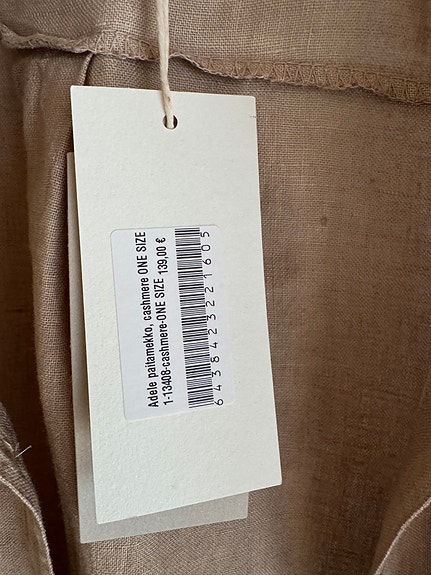 Adele paitamekko, cashmere ONE SIZE
1-13408-cashmere-ONE SIZE 139,00 €
6438423221605